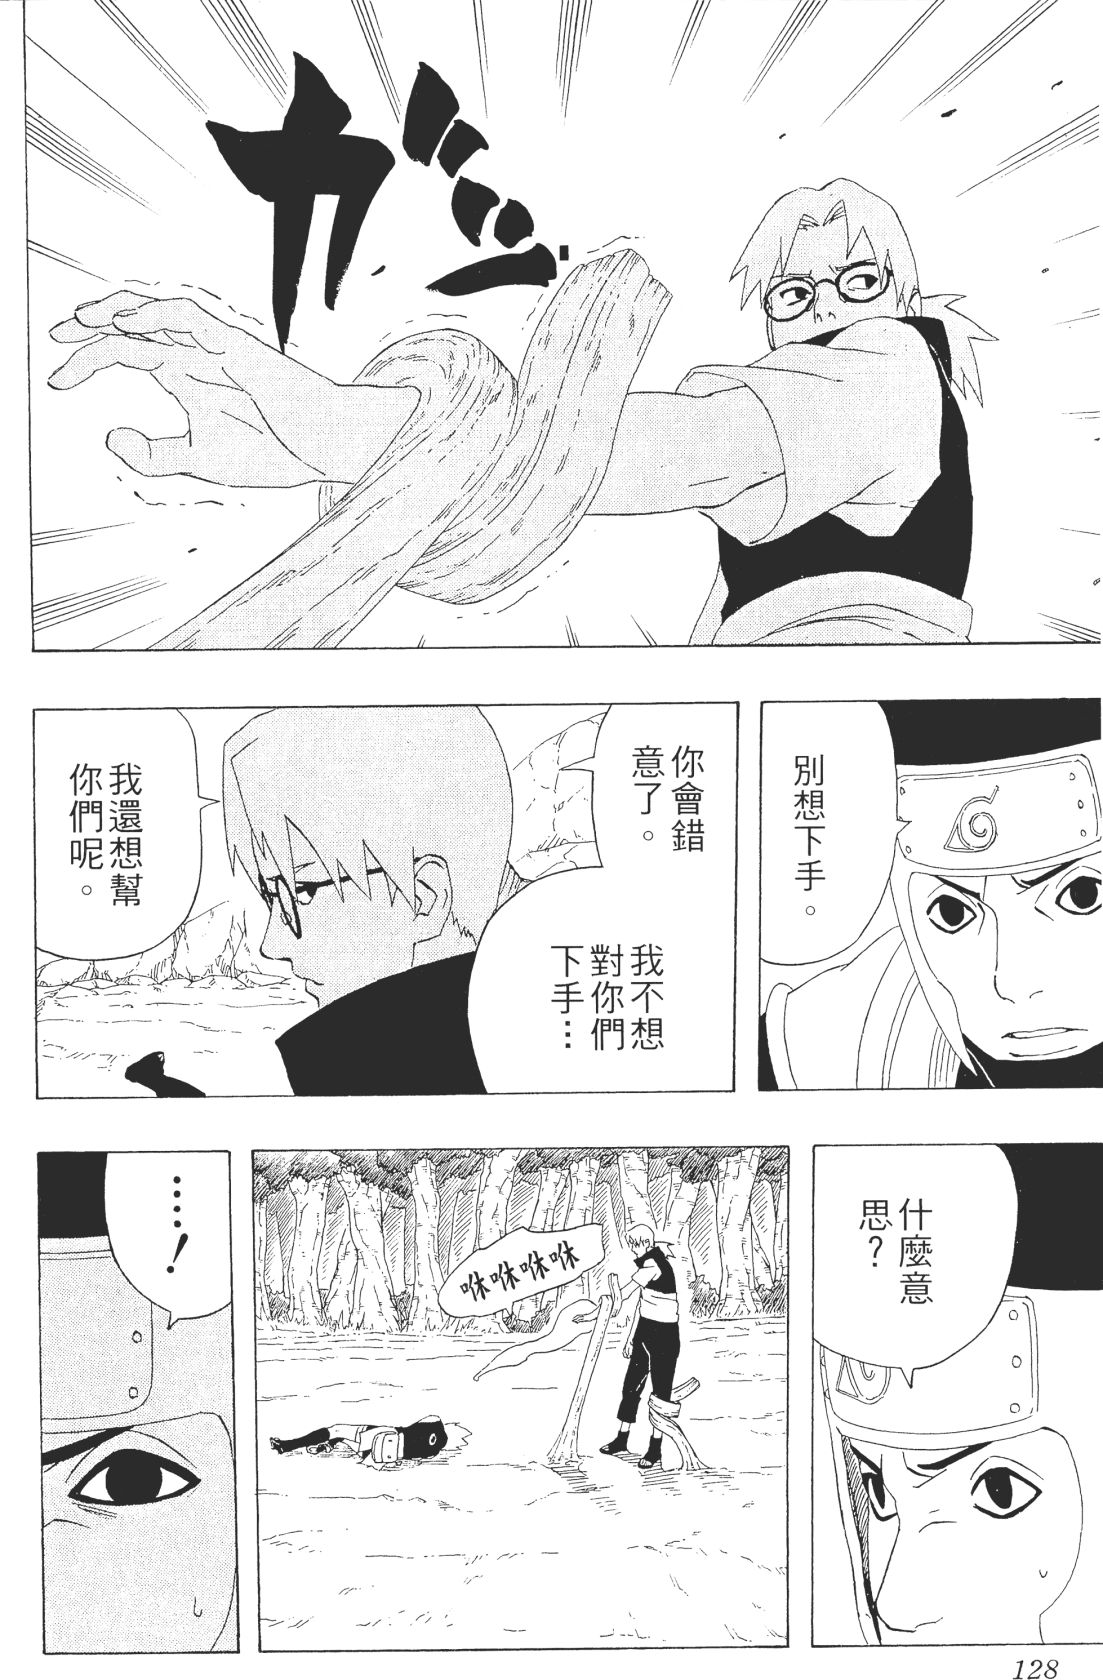 ガシ
別想下手。
你會錯
意了。
我不想
對你們
下手…
我還想幫
你們呢。
什麼意
思？
咻咻咻咻
……！
128